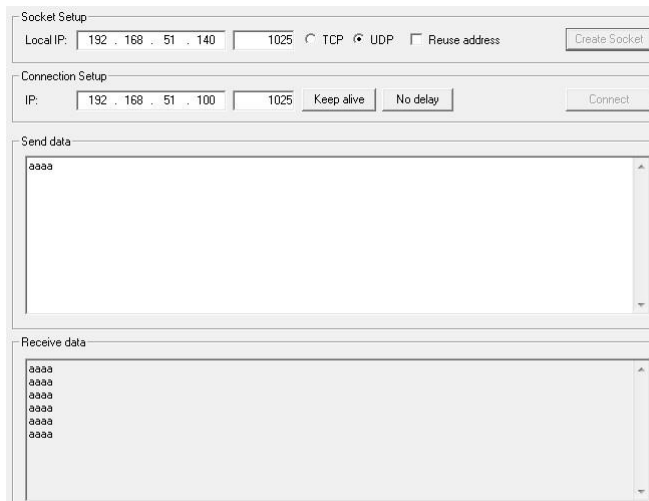 Socket Setup
Local IP: 192 . 168 . 51 . 140 1025 TCP UDP Reuse address Create Socket
Connection Setup
IP: 192 . 168 . 51 . 100 1025 Keep alive No delay Connect
Send data
aaaa
Receive data
aaaa
aaaa
aaaa
aaaa
aaaa
aaaa